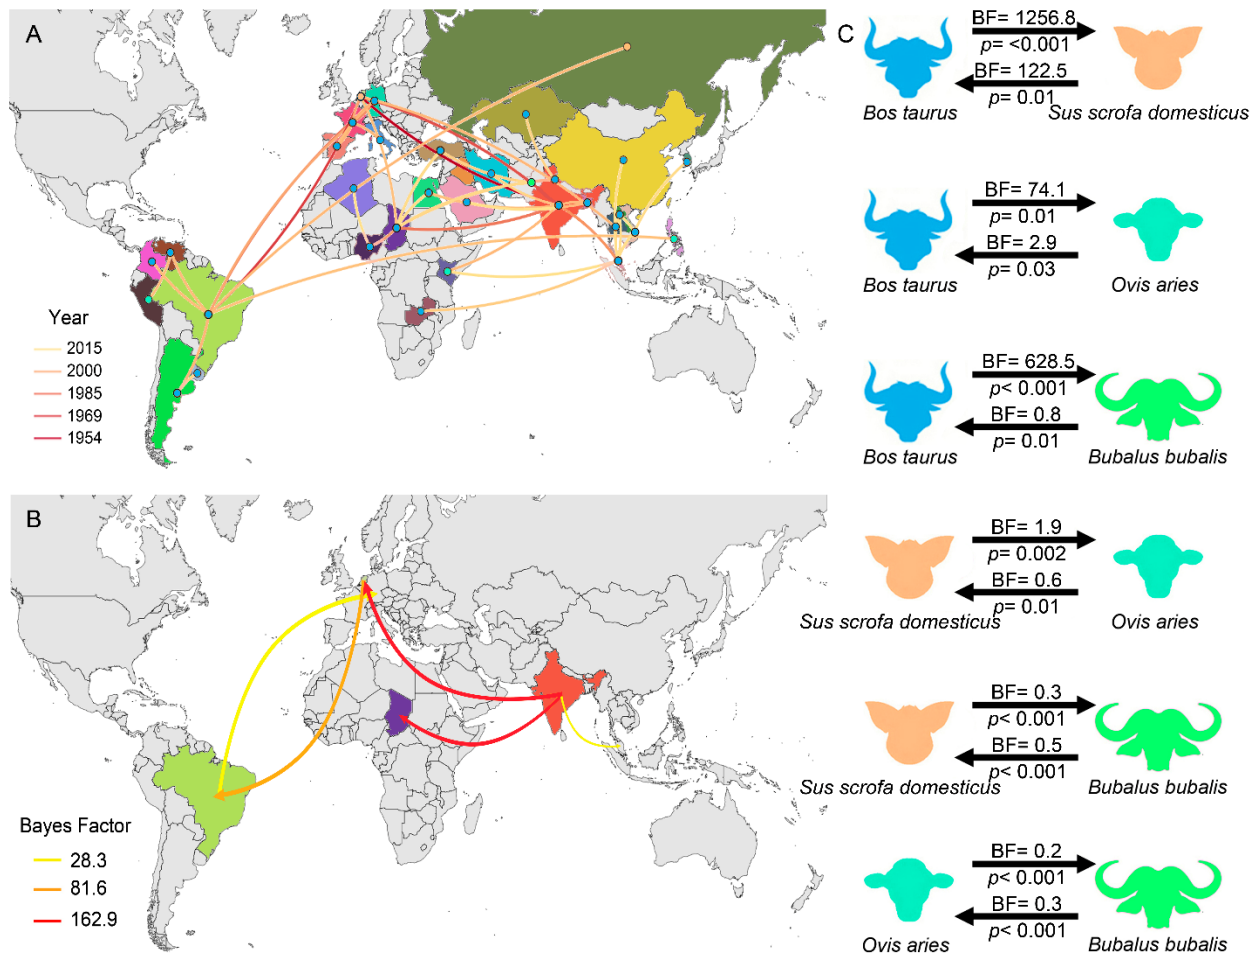 A
Year
2015
2000
1985
1969
1954
B
Bayes Factor
28.3
81.6
162.9
C
BF= 1256.8
p= <0.001
BF= 122.5
p= 0.01
Bos taurus
Sus scrofa domesticus
BF= 74.1
p= 0.01
BF= 2.9
p= 0.03
Bos taurus
Ovis aries
BF= 628.5
p< 0.001
BF= 0.8
p= 0.01
Bos taurus
Bubalus bubalis
BF= 1.9
p= 0.002
BF= 0.6
p= 0.01
Sus scrofa domesticus
Ovis aries
BF= 0.3
p< 0.001
BF= 0.5
p< 0.001
Sus scrofa domesticus
Bubalus bubalis
BF= 0.2
p< 0.001
BF= 0.3
p< 0.001
Ovis aries
Bubalus bubalis